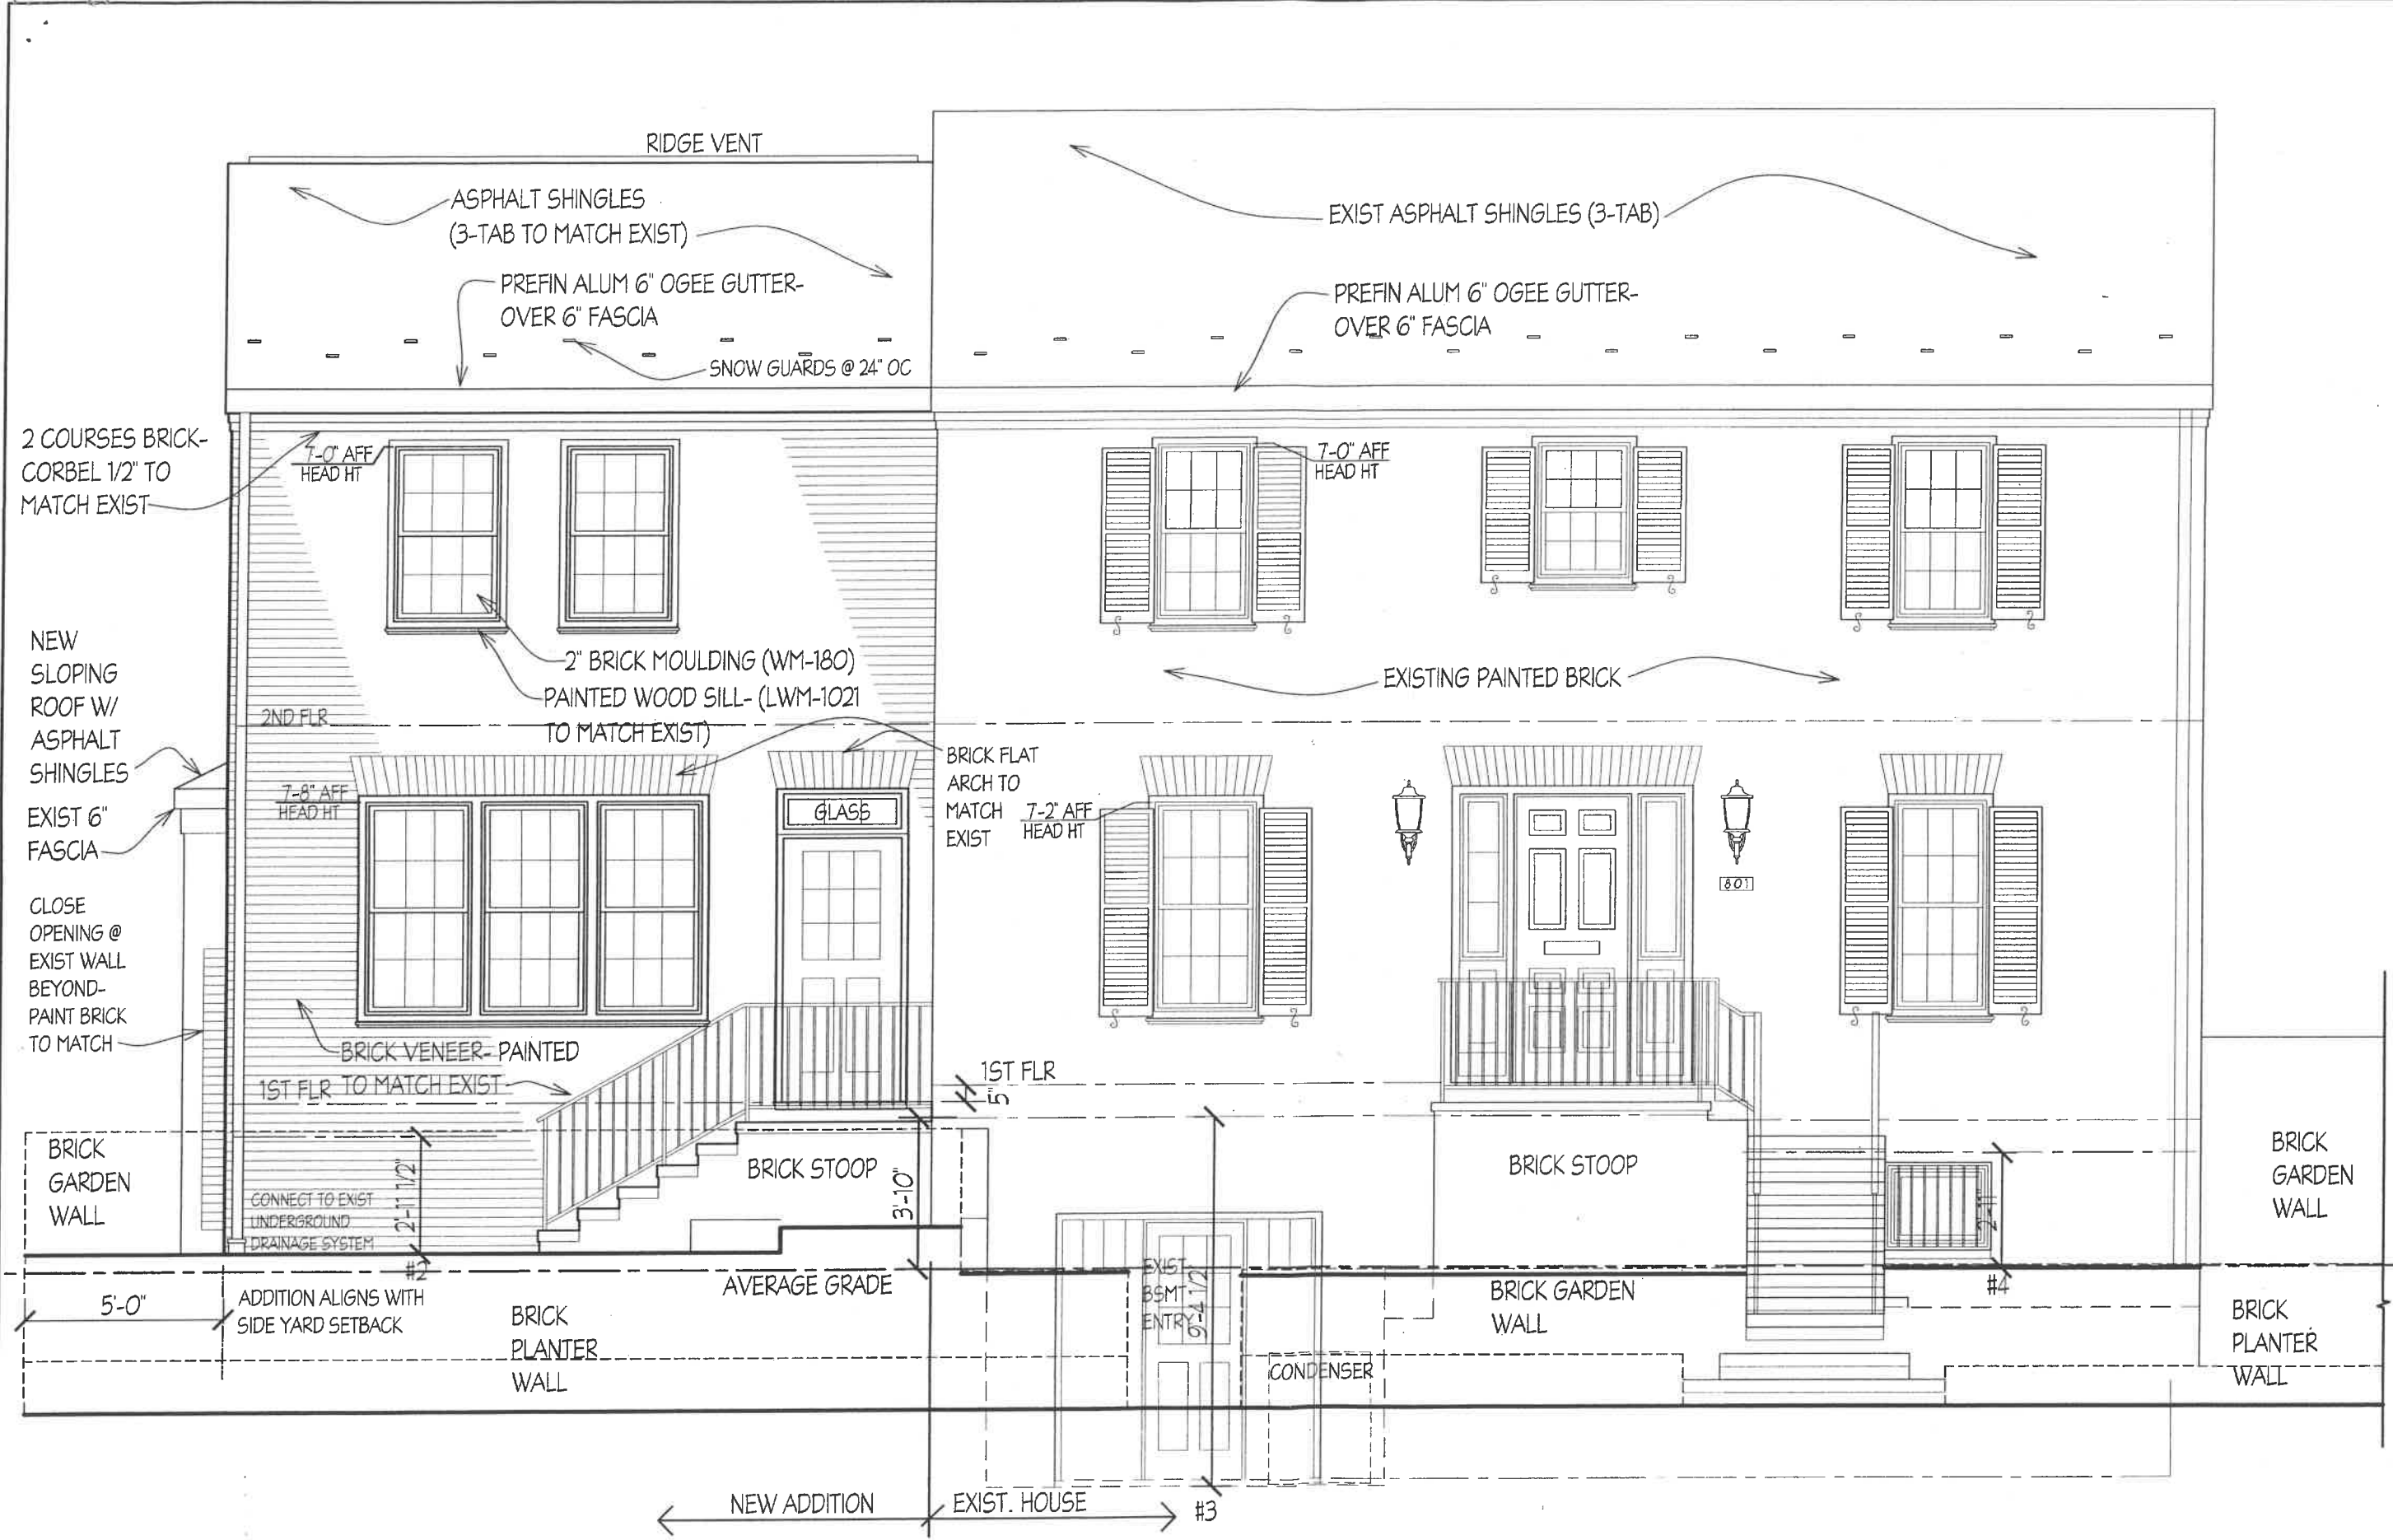 RIDGE VENT
ASPHALT SHINGLES
(3-TAB TO MATCH EXIST)
EXIST ASPHALT SHINGLES (3-TAB)
PREFIN ALUM 6" OGEE GUTTER-
OVER 6" FASCIA
PREFIN ALUM 6" OGEE GUTTER-
OVER 6" FASCIA
SNOW GUARDS @ 24" OC
2 COURSES BRICK-
CORBEL 1/2" TO
MATCH EXIST
7-0" AFF
HEAD HT
7-0" AFF
HEAD HT
NEW
SLOPING
ROOF W/
ASPHALT
SHINGLES
2" BRICK MOULDING (WM-180)
PAINTED WOOD SILL- (LWM-1021
TO MATCH EXIST)
EXISTING PAINTED BRICK
2ND FLR
BRICK FLAT
ARCH TO
MATCH
EXIST
7-8" AFF
HEAD HT
GLASS
7-2" AFF
HEAD HT
801
EXIST 6"
FASCIA
CLOSE
OPENING @
EXIST WALL
BEYOND-
PAINT BRICK
TO MATCH
BRICK VENEER- PAINTED
TO MATCH EXIST
1ST FLR
1ST FLR
5"
BRICK
GARDEN
WALL
BRICK STOOP
BRICK STOOP
BRICK
GARDEN
WALL
CONNECT TO EXIST
UNDERGROUND
DRAINAGE SYSTEM
2'-11 1/2"
3'-10"
2'-11"
#2
AVERAGE GRADE
EXIST
BSMT
ENTRY
9'-4 1/2"
BRICK GARDEN
WALL
#4
5'-0"
ADDITION ALIGNS WITH
SIDE YARD SETBACK
BRICK
PLANTER
WALL
CONDENSER
BRICK
PLANTER
WALL
NEW ADDITION
EXIST. HOUSE
#3